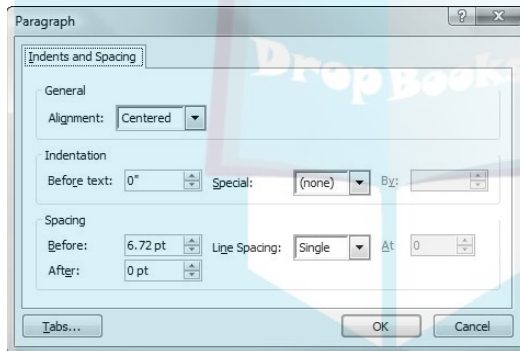 Paragraph
Indents and Spacing
General
Alignment: Centered
Indentation
Before text: 0" Special: (none) By:
Spacing
Before: 6.72 pt Line Spacing: Single At 0
After: 0 pt
Tabs... OK Cancel
DropBooks